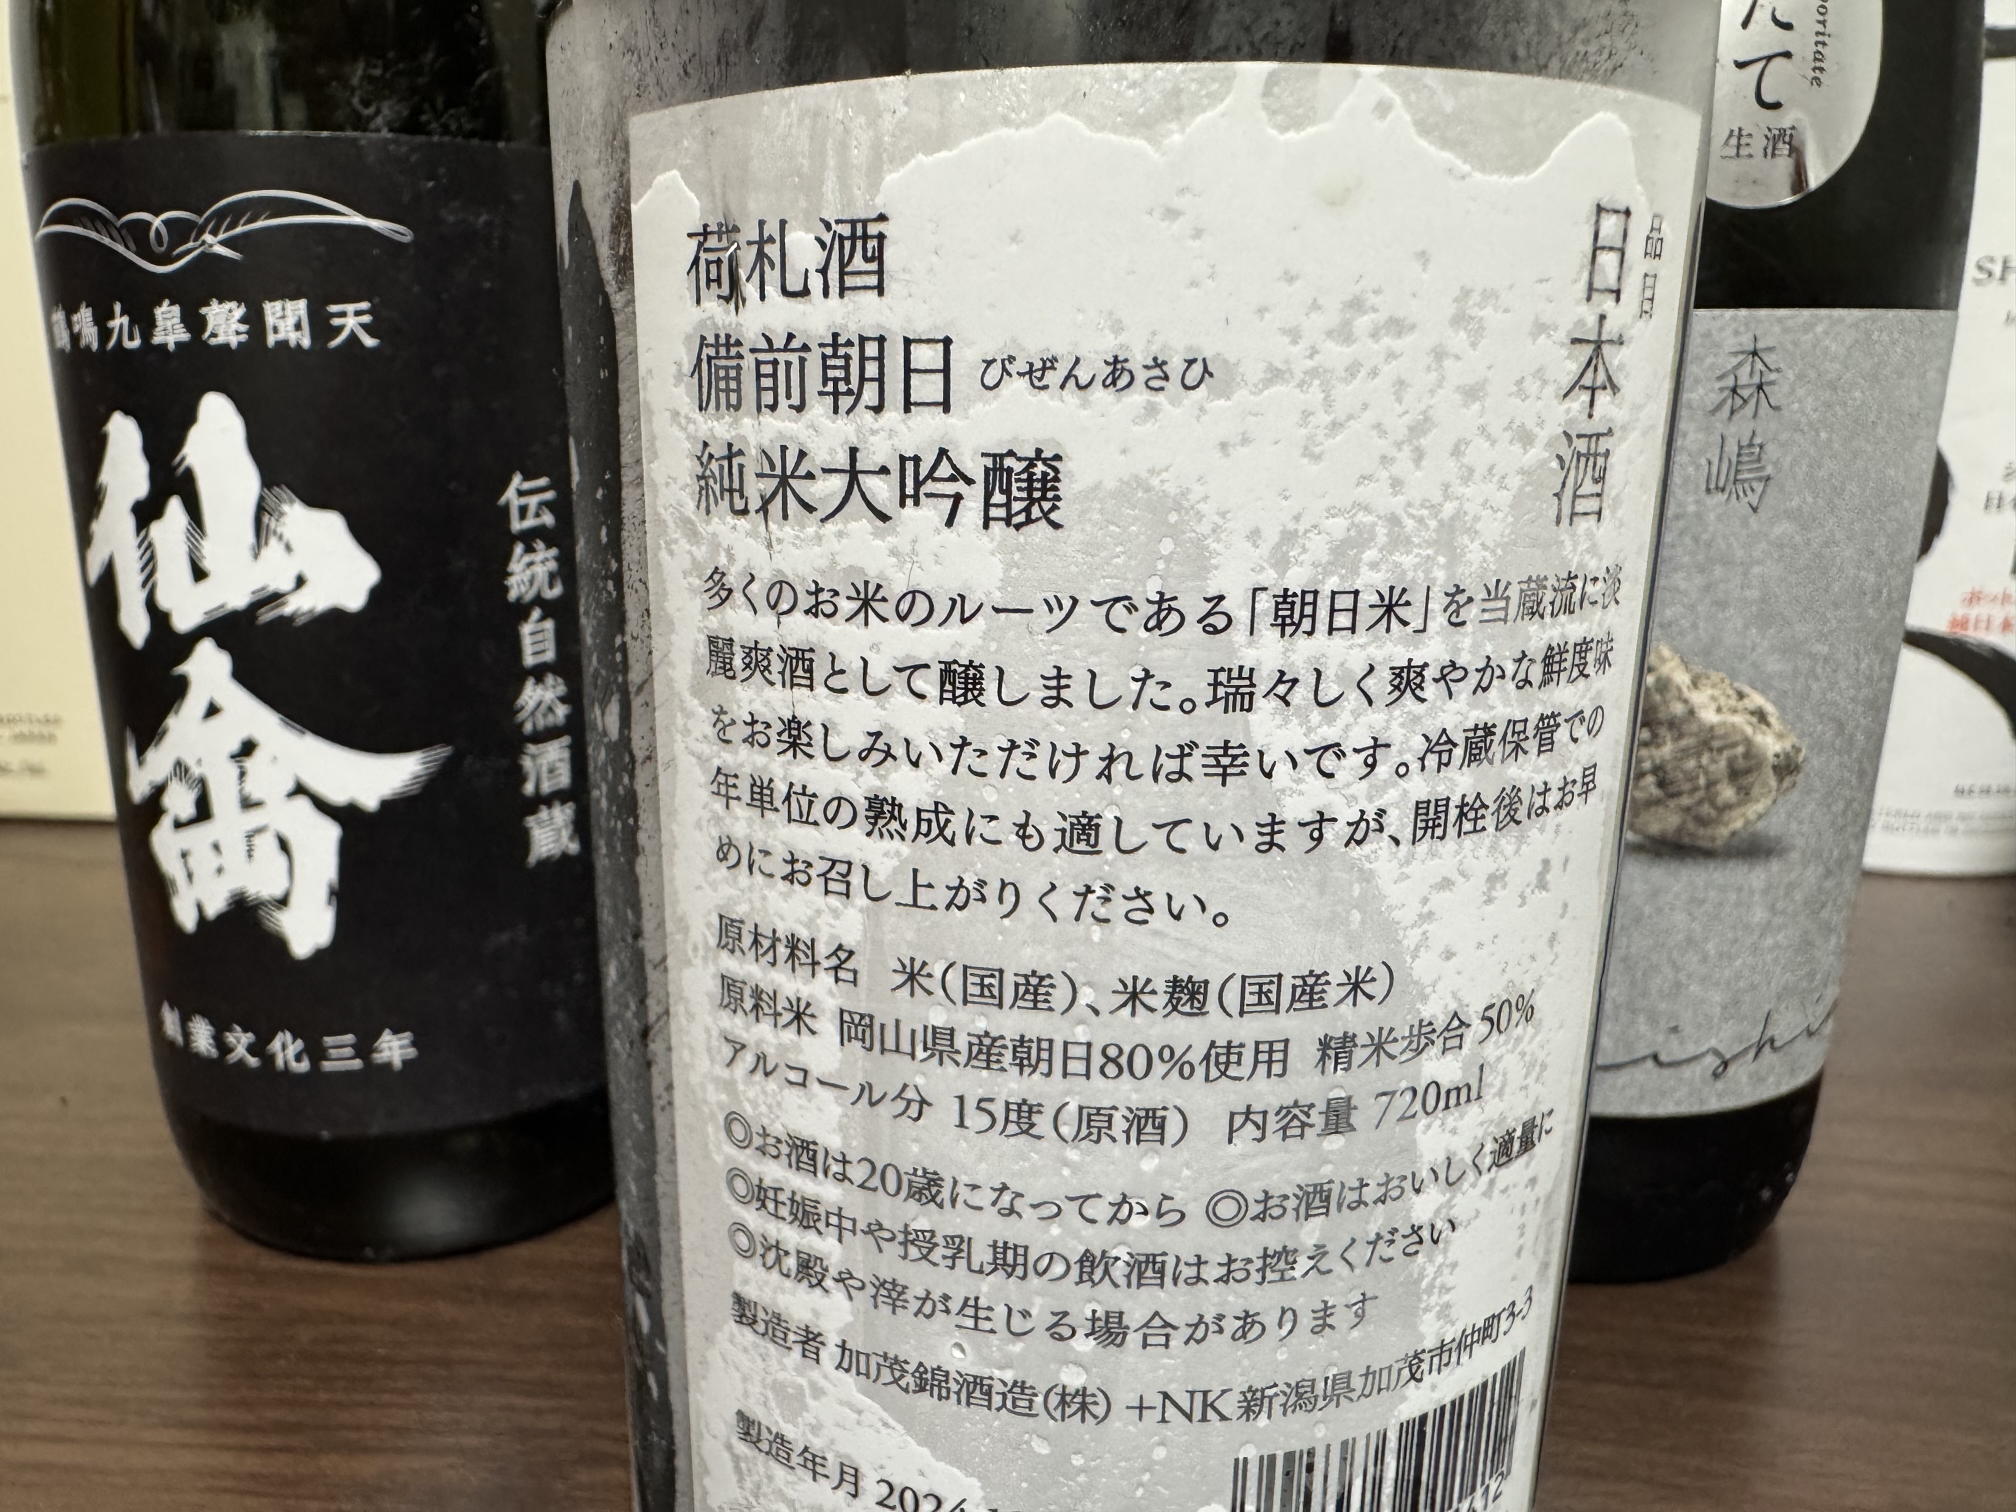 鳴九皐聲聞天
仙禽
伝統自然酒蔵
創業文化三年
荷札酒
備前朝日 びぜんあさひ
純米大吟醸
品目
日本酒
多くのお米のルーツである「朝日米」を当蔵流に淡
麗爽酒として醸しました。瑞々しく爽やかな鮮度味
をお楽しみいただければ幸いです。冷蔵保管での
年単位の熟成にも適していますが、開栓後はお早
めにお召し上がりください。
原材料名 米(国産)、米麹(国産米)
原料米 岡山県産朝日80%使用 精米歩合50%
アルコール分 15度(原酒) 内容量 720ml
◎お酒は20歳になってから ◎お酒はおいしく適量に
◎妊娠中や授乳期の飲酒はお控えください
◎沈殿や滓が生じる場合があります
製造者 加茂錦酒造(株) +NK 新潟県加茂市仲町3-3
製造年月
たて
生酒
森嶋